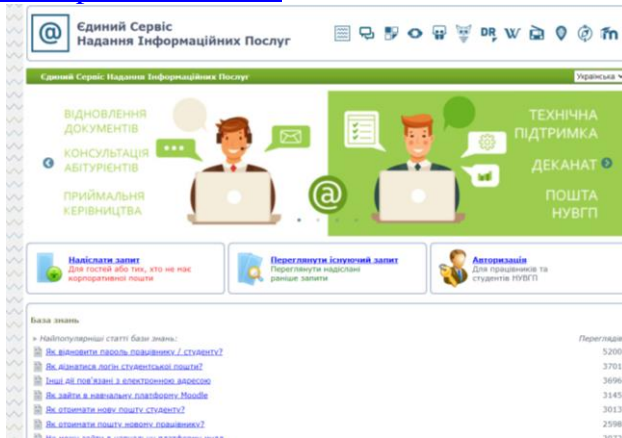 Єдиний Сервіс
Надання Інформаційних Послуг
DR
W
Єдиний Сервіс Надання Інформаційних Послуг
Українська
ВІДНОВЛЕННЯ
ДОКУМЕНТІВ
КОНСУЛЬТАЦІЯ
АБІТУРІЄНТІВ
ПРИЙМАЛЬНЯ
КЕРІВНИЦТВА
@
ТЕХНІЧНА
ПІДТРИМКА
ДЕКАНАТ
ПОШТА
НУВГП
Надіслати запит
Для гостей або тих, хто не має
корпоративної пошти
Переглянути існуючий запит
Переглянути надіслані
раніше запити
Авторизація
Для працівників та
студентів НУВГП
База знань
» Найпопулярніші статті бази знань:
Переглядів
Як відновити пароль працівнику / студенту? 5200
Як дізнатися логін студентської пошти? 3701
Інші дії пов'язані з електронною адресою 3696
Як зайти в навчальну платформу Moodle 3145
Як отримати нову пошту студенту? 3013
Як отримати пошту новому працівнику? 2598